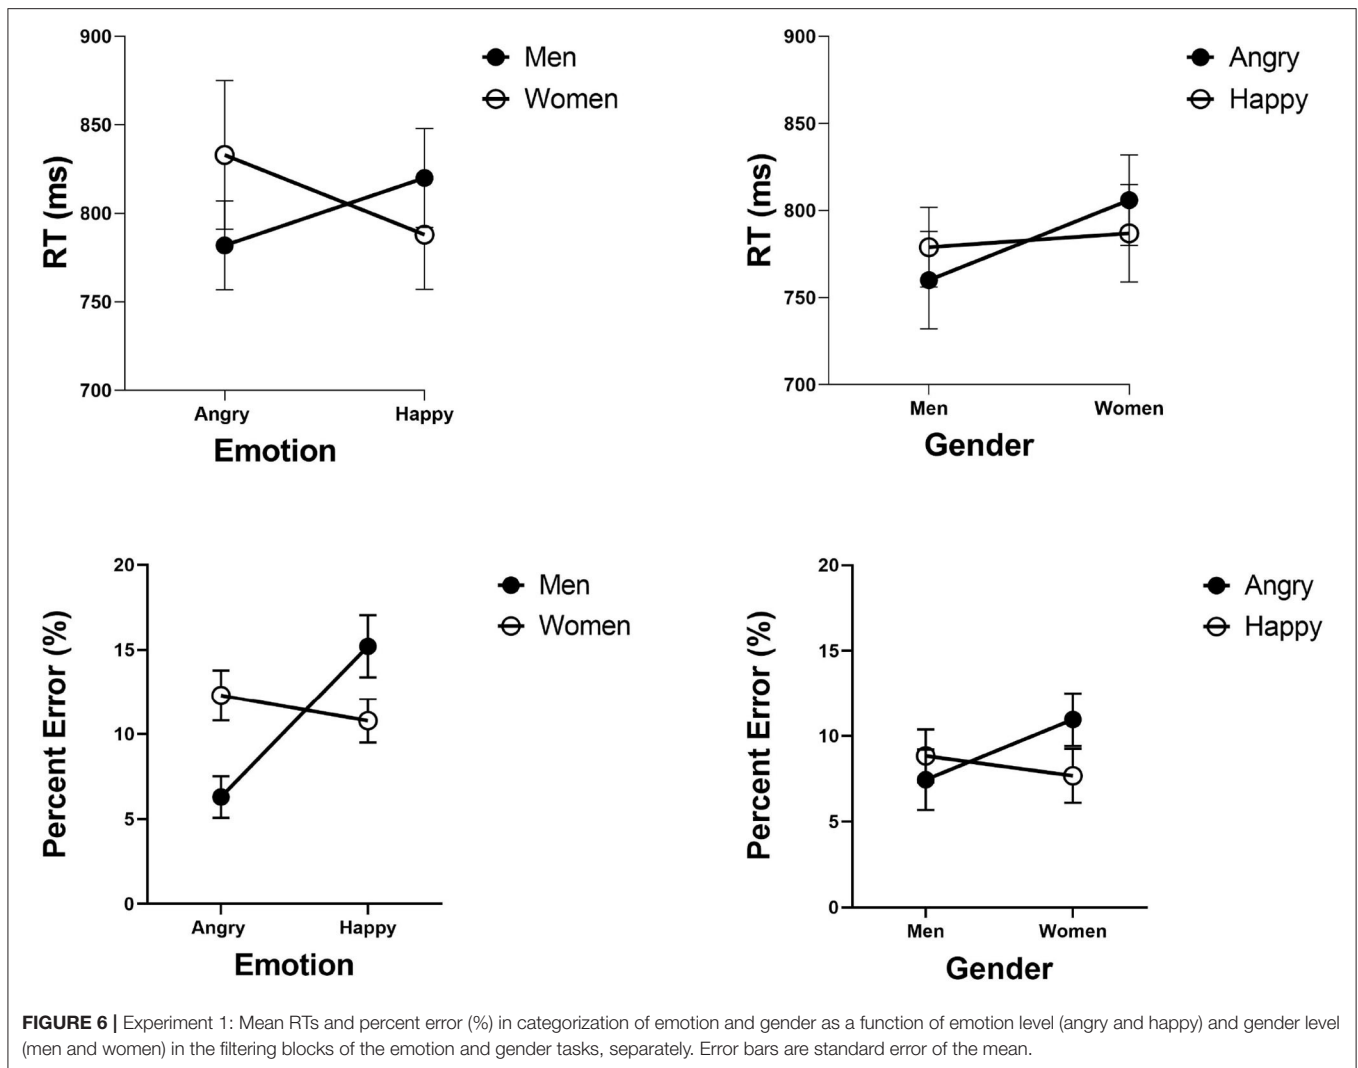 900
850
800
750
700
RT (ms)
Men
Women
Angry
Happy
Emotion
900
850
800
750
700
RT (ms)
Angry
Happy
Men
Women
Gender
20
15
10
5
0
Percent Error (%)
Men
Women
Angry
Happy
Emotion
20
15
10
5
0
Percent Error (%)
Angry
Happy
Men
Women
Gender
FIGURE 6 | Experiment 1: Mean RTs and percent error (%) in categorization of emotion and gender as a function of emotion level (angry and happy) and gender level
(men and women) in the filtering blocks of the emotion and gender tasks, separately. Error bars are standard error of the mean.